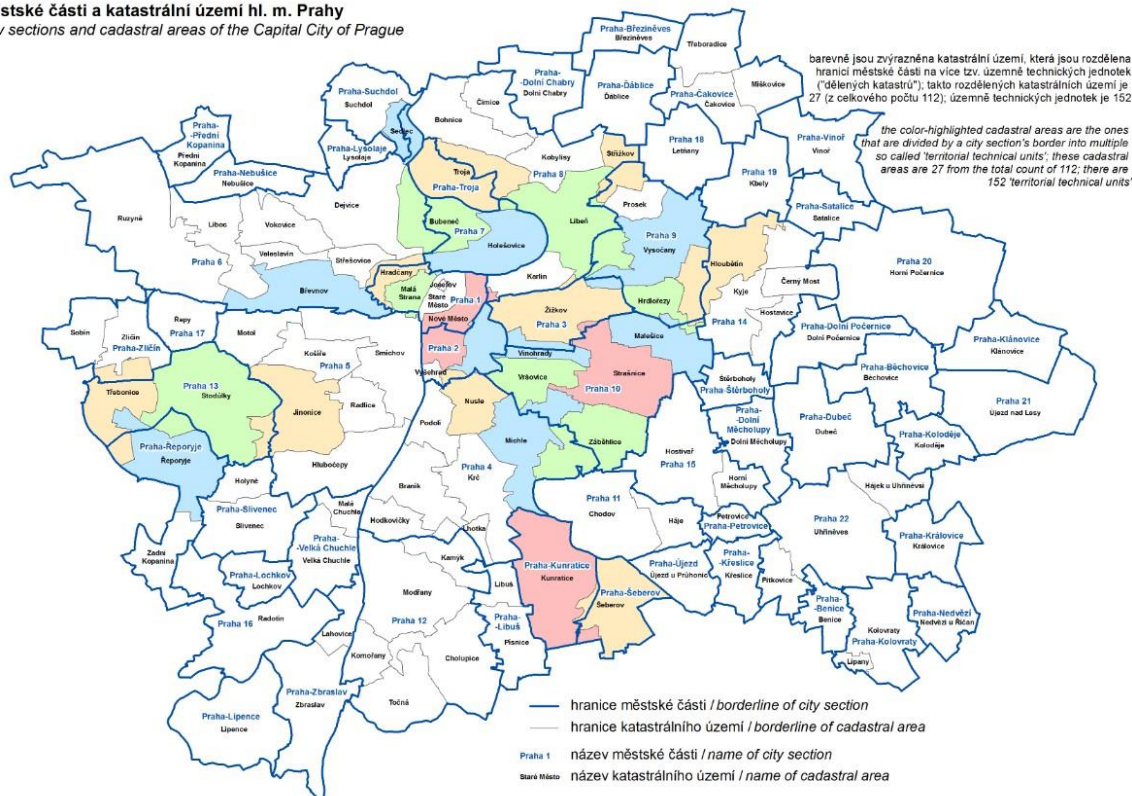 stské části a katastrální území hl. m. Prahy
y sections and cadastral areas of the Capital City of Prague
barevně jsou zvýrazněna katastrální území, která jsou rozdělena
hranicí městské části na více tzv. územně technických jednotek
("dělených katastrů"); takto rozdělených katastrálních území je
27 (z celkového počtu 112); územně technických jednotek je 152
the color-highlighted cadastral areas are the ones
that are divided by a city section's border into multiple
so called 'territorial technical units'; these cadastral
areas are 27 from the total count of 112; there are
152 'territorial technical units'
Praha-Březiněves
Březiněves
Třeboradice
Praha-
-Dolní Chabry
Dolní Chabry
Praha-Ďáblice
Ďáblice
Praha-Čakovice
Čakovice
Miškovice
Praha-Suchdol
Suchdol
Sedlec
Bohnice
Čimice
Praha-
-Přední
Kopanina
Přední
Kopanina
Praha-Lysolaje
Lysolaje
Praha-Nebušice
Nebušice
Troja
Praha-Troja
Kobylisy
Praha 8
Střížkov
Praha 18
Letňany
Praha-Vinoř
Vinoř
Praha 19
Kbely
Prosek
Praha-Satalice
Satalice
Ruzyně
Liboc
Vokovice
Dejvice
Veleslavín
Střešovice
Praha 6
Břevnov
Bubeneč
Praha 7
Holešovice
Libeň
Praha 9
Vysočany
Hloubětín
Praha 20
Horní Počernice
Hradčany
Malá
Strana
Josefov
Staré
Město
Praha 1
Nové Město
Karlín
Hrdlořezy
Kyje
Černý Most
Hostavice
Praha 14
Žižkov
Praha 3
Malešice
Praha-Dolní Počernice
Dolní Počernice
Praha-Klánovice
Klánovice
Sobín
Zličín
Praha-Zličín
Řepy
Praha 17
Motol
Košíře
Smíchov
Praha 5
Praha 2
Vyšehrad
Vinohrady
Vršovice
Praha 10
Strašnice
Štěrboholy
Praha-Štěrboholy
Praha-Běchovice
Běchovice
Praha 21
Újezd nad Lesy
Třebonice
Praha 13
Stodůlky
Jinonice
Radlice
Nusle
Podolí
Michle
Záběhlice
Praha-
-Dolní
Měcholupy
Dolní Měcholupy
Praha-Dubeč
Dubeč
Praha-Koloděje
Koloděje
Praha-Řeporyje
Řeporyje
Hlubočepy
Holyně
Praha 4
Krč
Braník
Hodkovičky
Lhotka
Hostivař
Praha 15
Horní
Měcholupy
Hájek u Uhříněvsi
Praha-Slivenec
Slivenec
Malá
Chuchle
Praha-
-Velká Chuchle
Velká Chuchle
Praha 11
Chodov
Háje
Petrovice
Praha-Petrovice
Praha 22
Uhříněves
Praha-Královice
Královice
Zadní
Kopanina
Praha-Lochkov
Lochkov
Kamýk
Libuš
Modřany
Praha-Kunratice
Kunratice
Praha-Újezd
Újezd u Průhonic
Praha-
-Křeslice
Křeslice
Pitkovice
Praha-Šeberov
Šeberov
Praha-
-Benice
Benice
Praha-Nedvězí
Nedvězí u Říčan
Praha 16
Radotín
Lahovice
Praha 12
Praha-
-Libuš
Písnice
Kolovraty
Praha-Kolovraty
Lipany
Komořany
Cholupice
Točná
Praha-Zbraslav
Zbraslav
Praha-Lipence
Lipence
hranice městské části / borderline of city section
hranice katastrálního území / borderline of cadastral area
Praha 1 název městské části / name of city section
Staré Město název katastrálního území / name of cadastral area